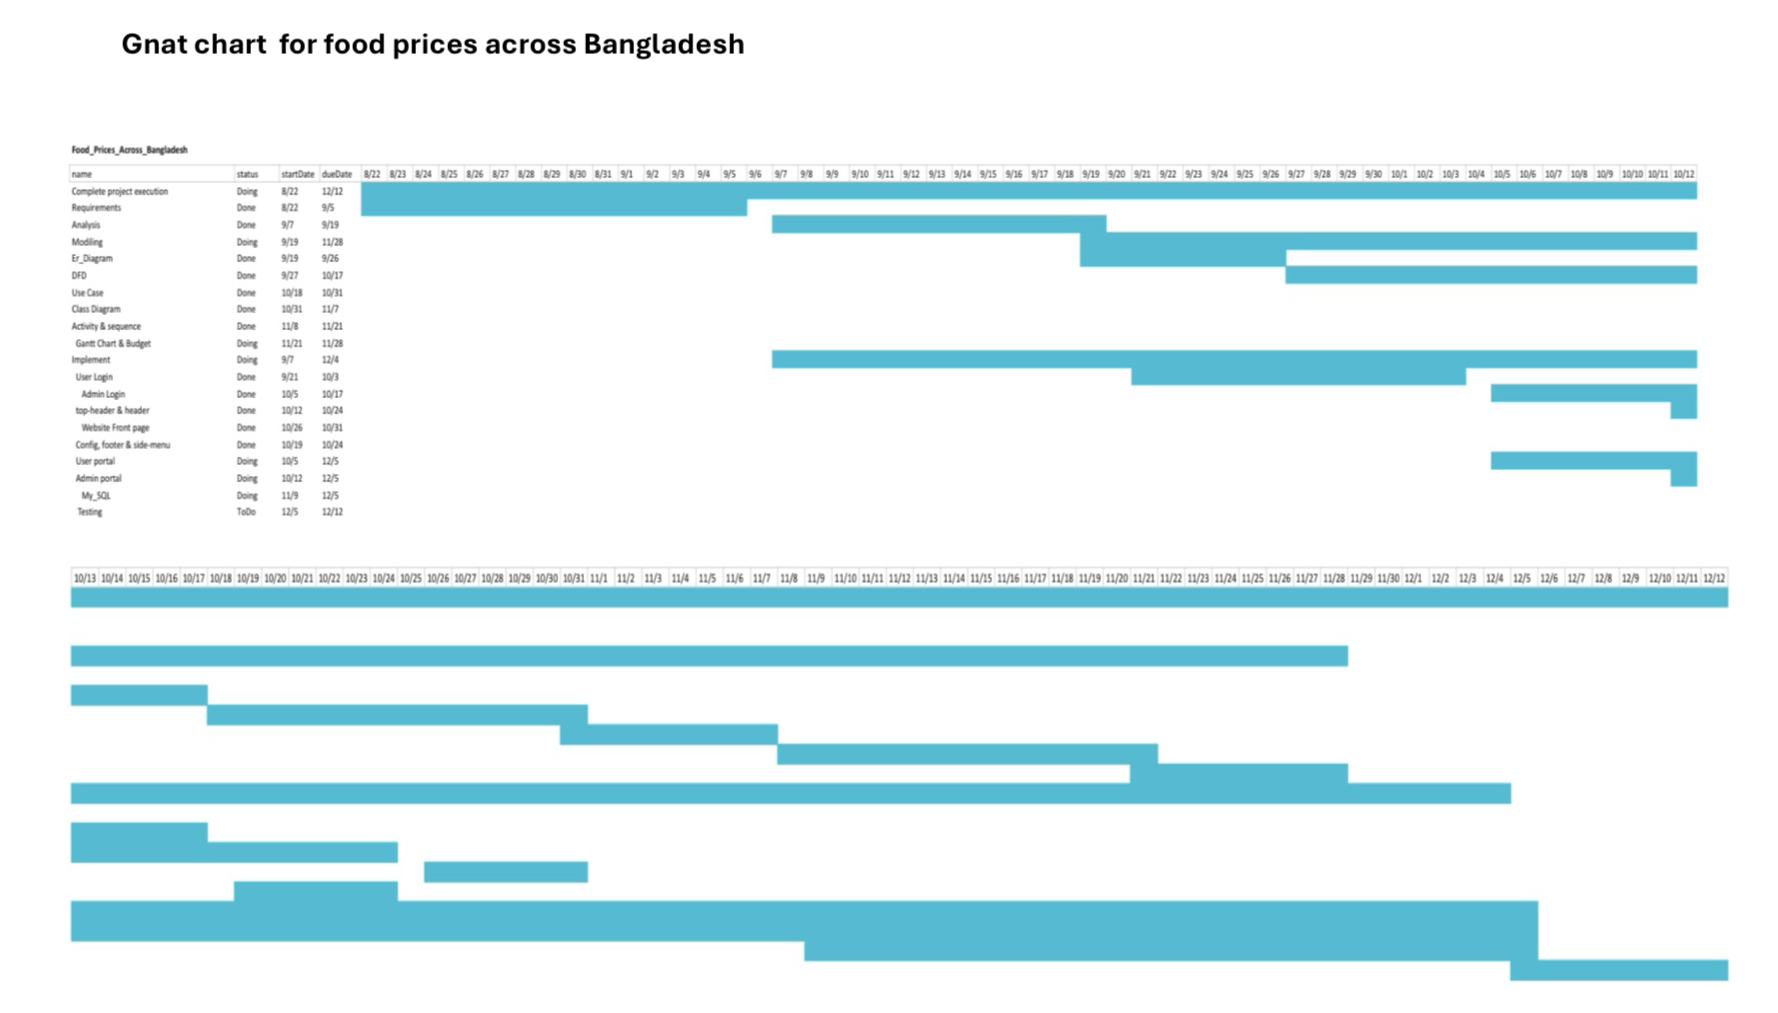 Gnat chart for food prices across Bangladesh
Food_Prices_Across_Bangladesh
name status startDate dueDate 8/22 8/23 8/24 8/25 8/26 8/27 8/28 8/29 8/30 8/31 9/1 9/2 9/3 9/4 9/5 9/6 9/7 9/8 9/9 9/10 9/11 9/12 9/13 9/14 9/15 9/16 9/17 9/18 9/19 9/20 9/21 9/22 9/23 9/24 9/25 9/26 9/27 9/28 9/29 9/30 10/1 10/2 10/3 10/4 10/5 10/6 10/7 10/8 10/9 10/10 10/11 10/12
Complete project execution Doing 8/22 12/12
Requirements Done 8/22 9/5
Analysis Done 9/7 9/19
Modiling Doing 9/19 11/28
Er_Diagram Done 9/19 9/26
DFD Done 9/27 10/17
Use Case Done 10/18 10/31
Class Diagram Done 10/31 11/7
Activity & sequence Done 11/8 11/21
Gantt Chart & Budget Doing 11/21 11/28
Implement Doing 9/7 12/4
User Login Done 9/21 10/3
Admin Login Done 10/5 10/17
top-header & header Done 10/12 10/24
Website Front page Done 10/26 10/31
Config, footer & side-menu Done 10/19 10/24
User portal Doing 10/5 12/5
Admin portal Doing 10/12 12/5
My_SQL Doing 11/9 12/5
Testing ToDo 12/5 12/12
10/13 10/14 10/15 10/16 10/17 10/18 10/19 10/20 10/21 10/22 10/23 10/24 10/25 10/26 10/27 10/28 10/29 10/30 10/31 11/1 11/2 11/3 11/4 11/5 11/6 11/7 11/8 11/9 11/10 11/11 11/12 11/13 11/14 11/15 11/16 11/17 11/18 11/19 11/20 11/21 11/22 11/23 11/24 11/25 11/26 11/27 11/28 11/29 11/30 12/1 12/2 12/3 12/4 12/5 12/6 12/7 12/8 12/9 12/10 12/11 12/12